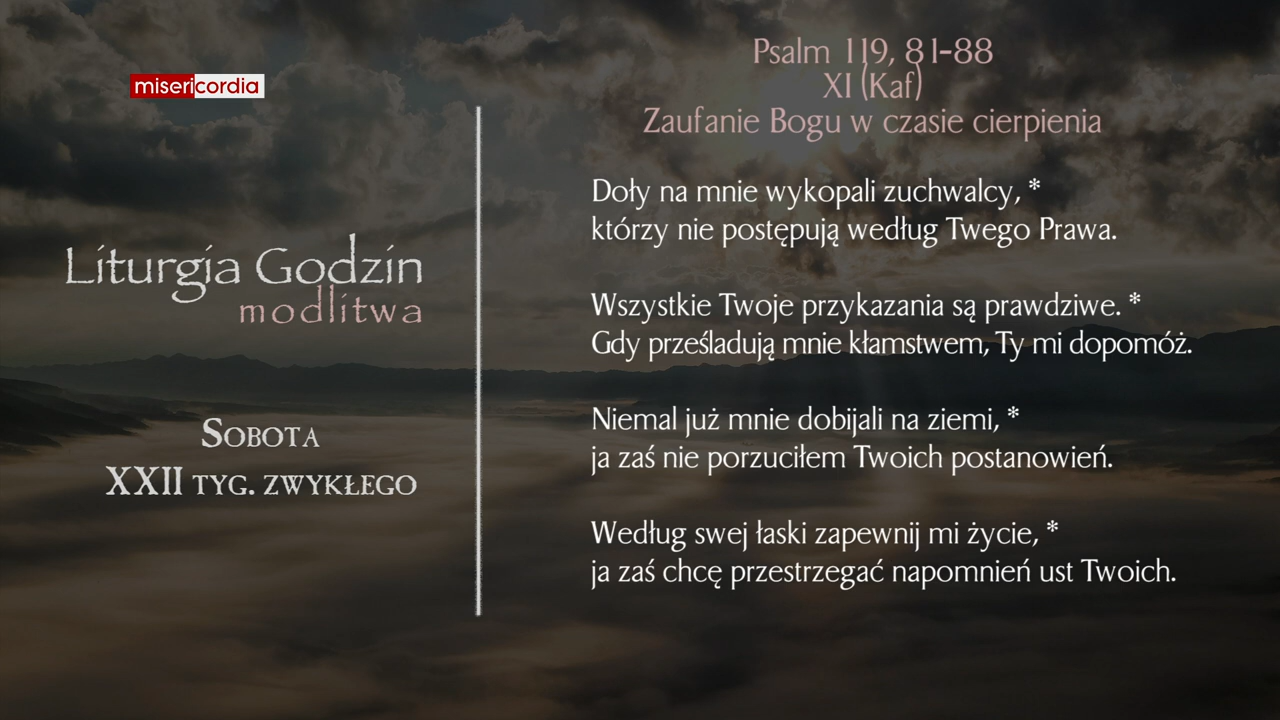 misericordia
Liturgia Godzin
modlitwa
Sobota
XXII tyg. zwykłego
Psalm 119, 81-88
XI (Kaf)
Zaufanie Bogu w czasie cierpienia
Doły na mnie wykopali zuchwalcy, *
którzy nie postępują według Twego Prawa.
Wszystkie Twoje przykazania są prawdziwe. *
Gdy prześladują mnie kłamstwem, Ty mi dopomóż.
Niemal już mnie dobijali na ziemi, *
ja zaś nie porzuciłem Twoich postanowień.
Według swej łaski zapewnij mi życie, *
ja zaś chcę przestrzegać napomnień ust Twoich.